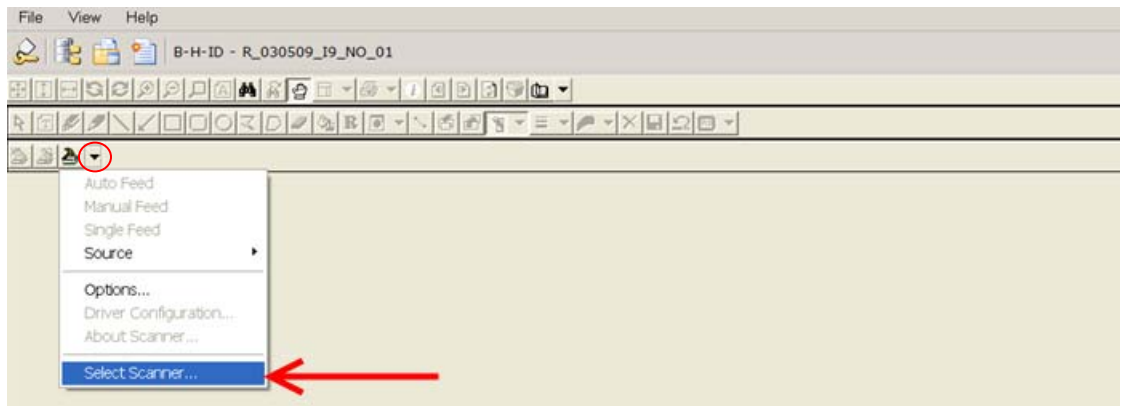 File View Help
B-H-ID - R_030509_I9_NO_01
Auto Feed
Manual Feed
Single Feed
Source
Options...
Driver Configuration...
About Scanner...
Select Scanner...